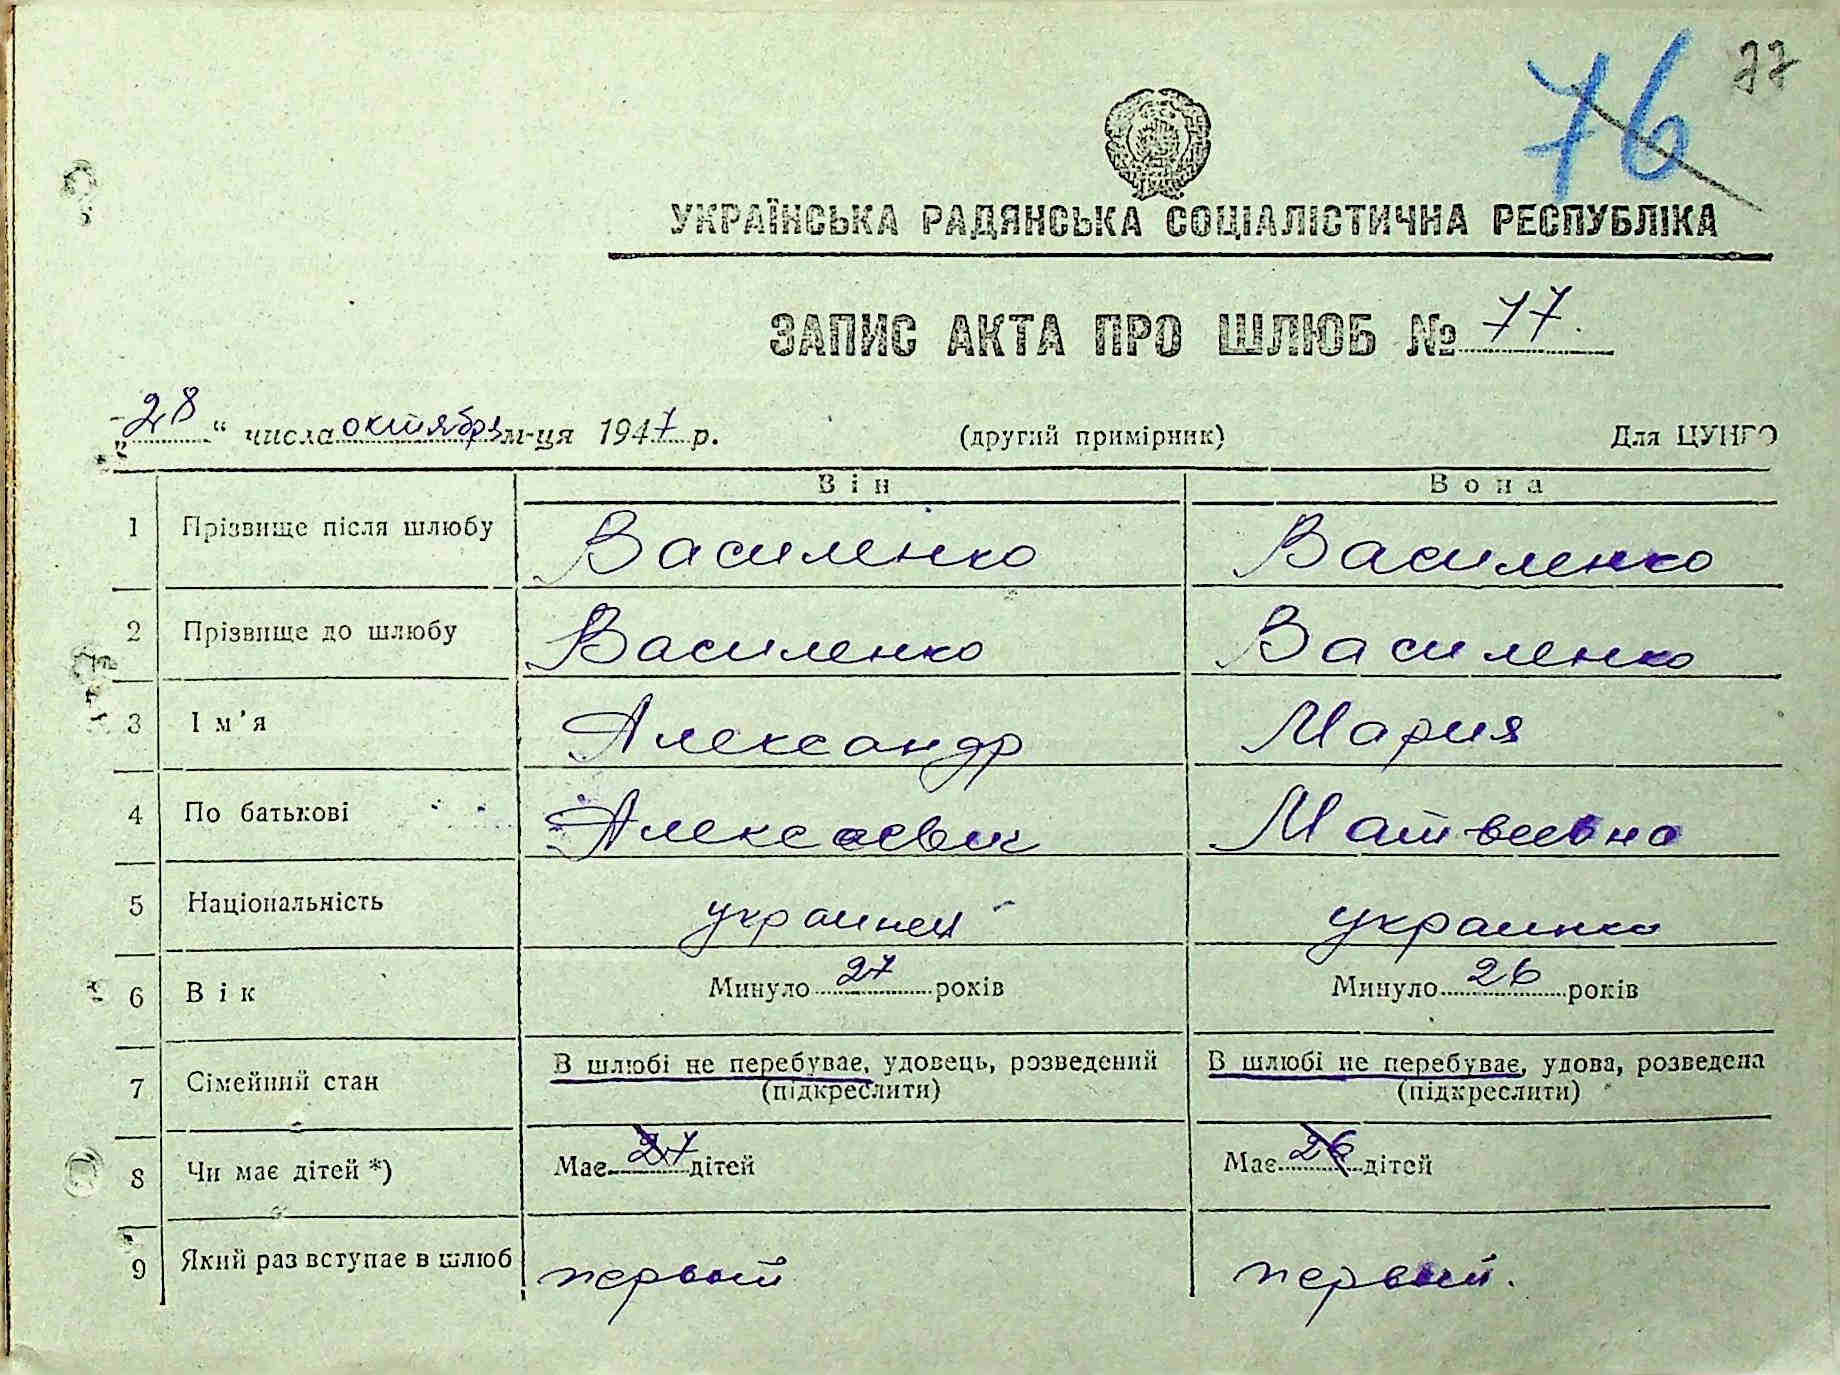 76 77
УКРАЇНСЬКА РАДЯНСЬКА СОЦІАЛІСТИЧНА РЕСПУБЛІКА
ЗАПИС АКТА ПРО ШЛЮБ № 77.
„28“ числа октября м-ця 1947 р. (другий примірник) Для ЦУНГО
Він Вона
1 Прізвище після шлюбу Василенко Василенко
2 Прізвище до шлюбу Василенко Василенко
3 Ім’я Александр Мария
4 По батькові Алексеевич Матвеевна
5 Національність украинец украинка
6 Вік Минуло 27 років Минуло 26 років
7 Сімейний стан В шлюбі не перебуває, удовець, розведений В шлюбі не перебуває, удова, розведена
(підкреслити) (підкреслити)
8 Чи має дітей *) Має 27 дітей Має 26 дітей
9 Який раз вступає в шлюб первый первый.